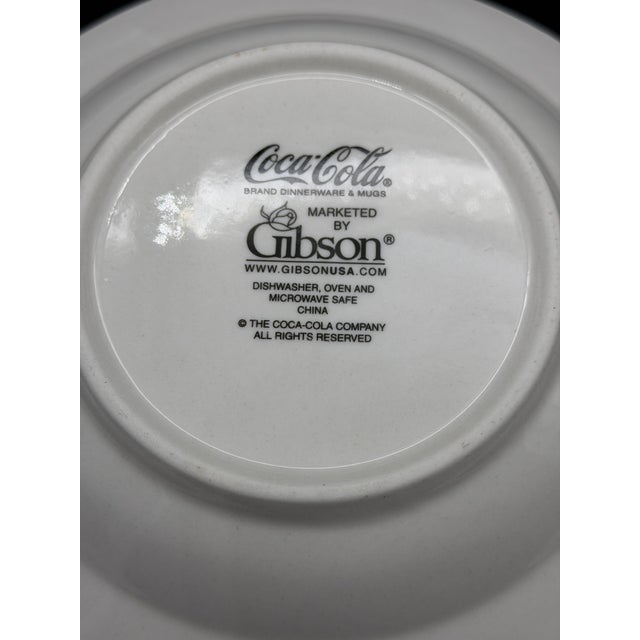 Coca-Cola®
BRAND DINNERWARE & MUGS
MARKETED
BY
Gibson®
WWW.GIBSONUSA.COM
DISHWASHER, OVEN AND
MICROWAVE SAFE
CHINA
© THE COCA-COLA COMPANY
ALL RIGHTS RESERVED